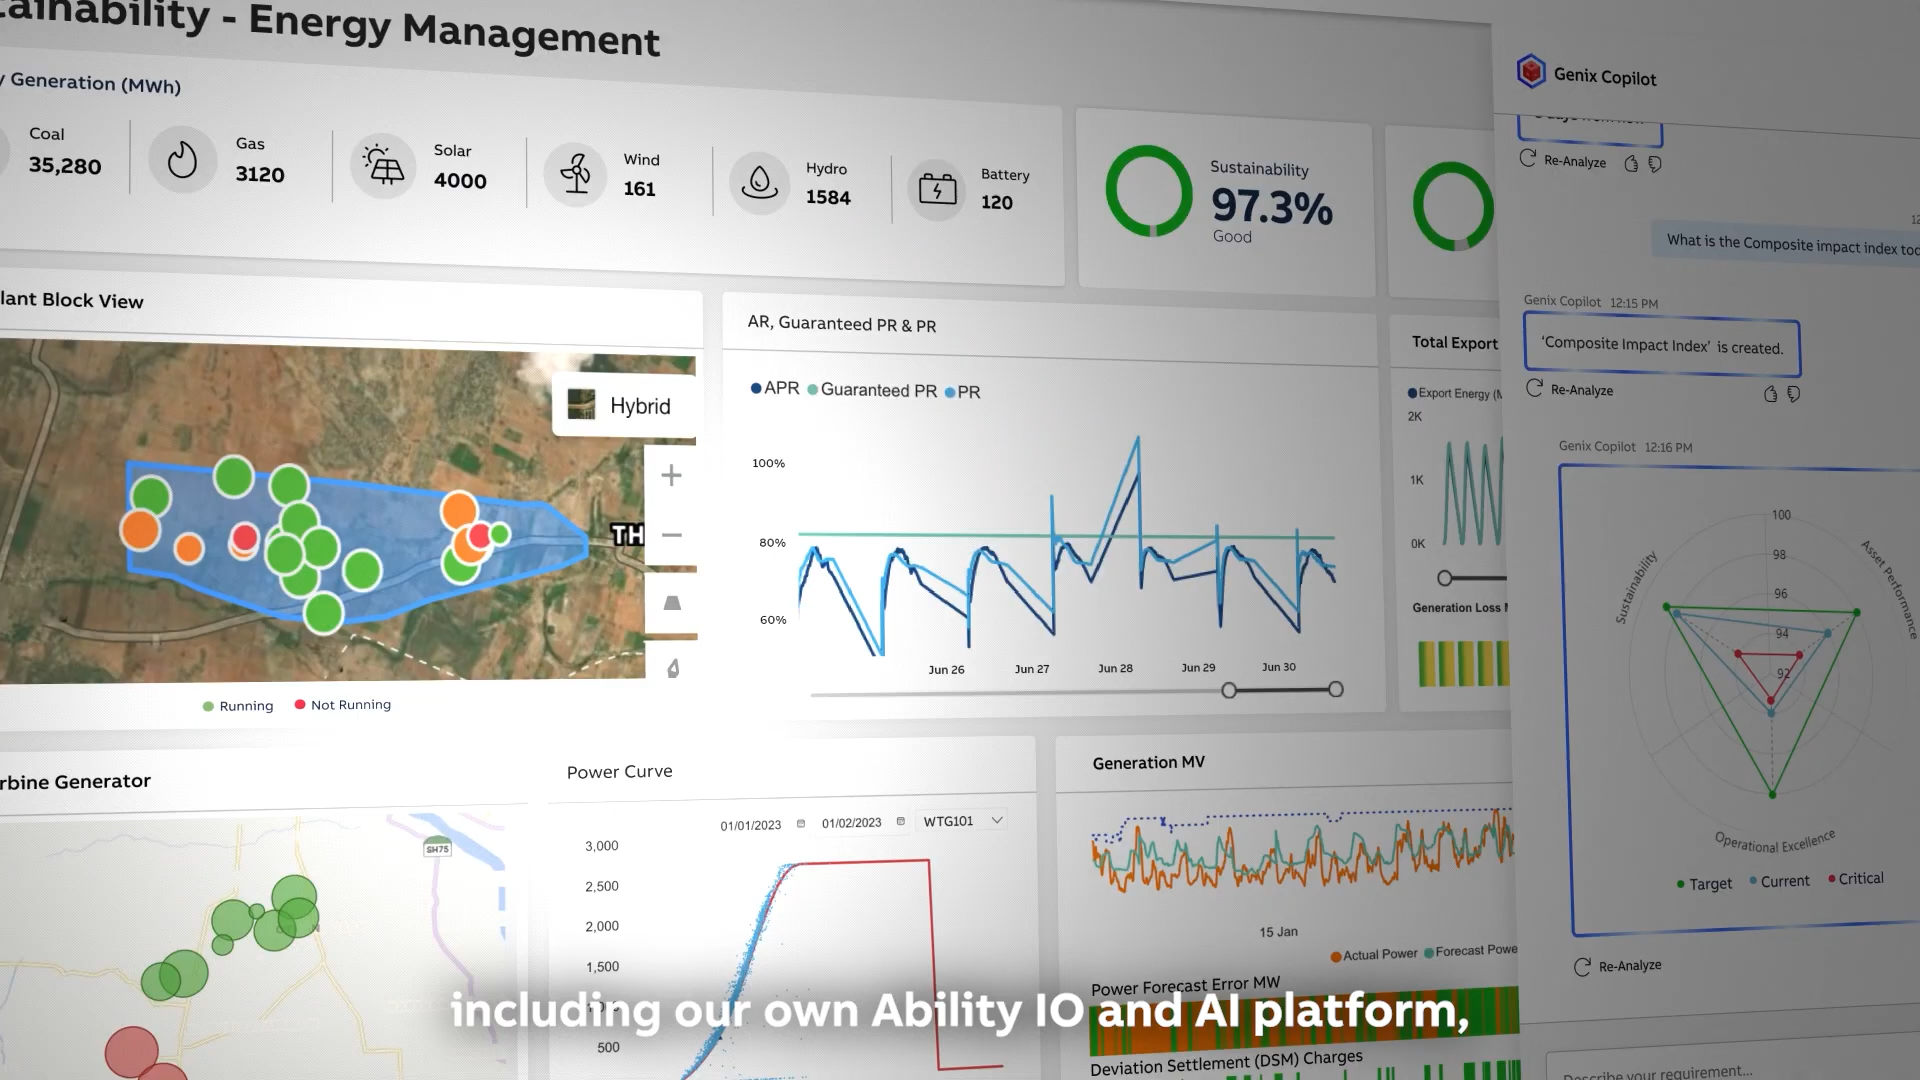 tainability - Energy Management
Generation (MWh)
Coal
35,280
Gas
3120
Solar
4000
Wind
161
Hydro
1584
Battery
120
Sustainability
97.3%
Good
lant Block View
Hybrid
TH
Running
Not Running
AR, Guaranteed PR & PR
APR
Guaranteed PR
PR
100%
80%
60%
Jun 26
Jun 27
Jun 28
Jun 29
Jun 30
Total Export
Export Energy (M
2K
1K
0K
Generation Loss M
rbine Generator
SH75
Power Curve
01/01/2023
01/02/2023
WTG101
3,000
2,500
2,000
1,500
500
Generation MV
15 Jan
Actual Power
Forecast Powe
Power Forecast Error MW
Deviation Settlement (DSM) Charges
including our own Ability IO and AI platform,
Genix Copilot
Re-Analyze
12
What is the Composite impact index tod
Genix Copilot 12:15 PM
'Composite Impact Index' is created.
Re-Analyze
Genix Copilot 12:16 PM
100
98
96
94
92
Sustainability
Asset Performance
Operational Excellence
Target
Current
Critical
Re-Analyze
Describe your requirement...